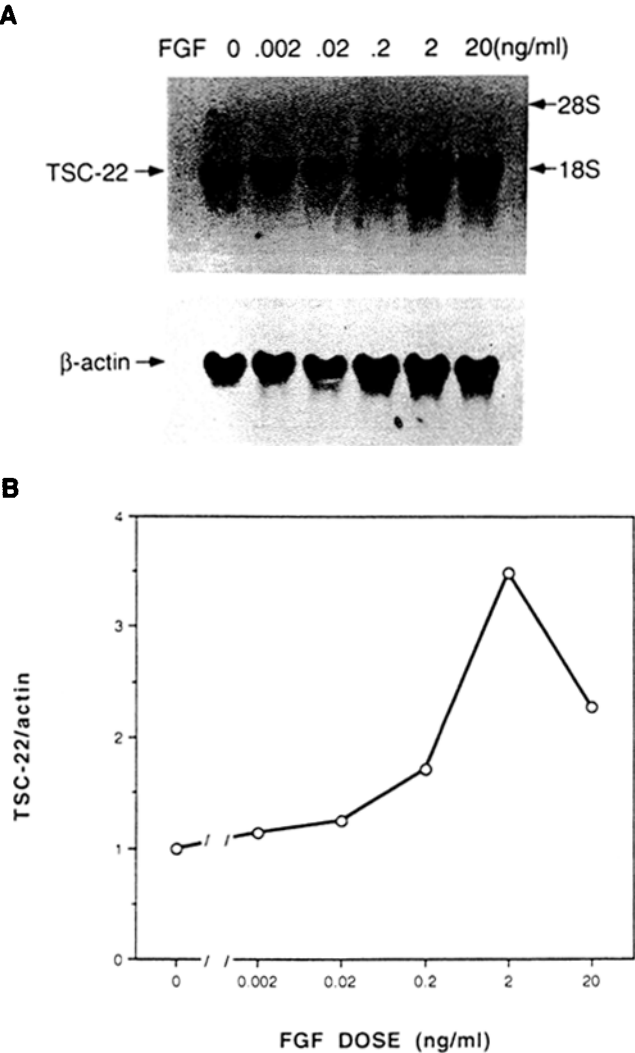 A
FGF 0 .002 .02 .2 2 20(ng/ml)
28S
TSC-22
18S
β-actin
B
4
3
2
1
0
TSC-22/actin
0 0.002 0.02 0.2 2 20
FGF DOSE (ng/ml)